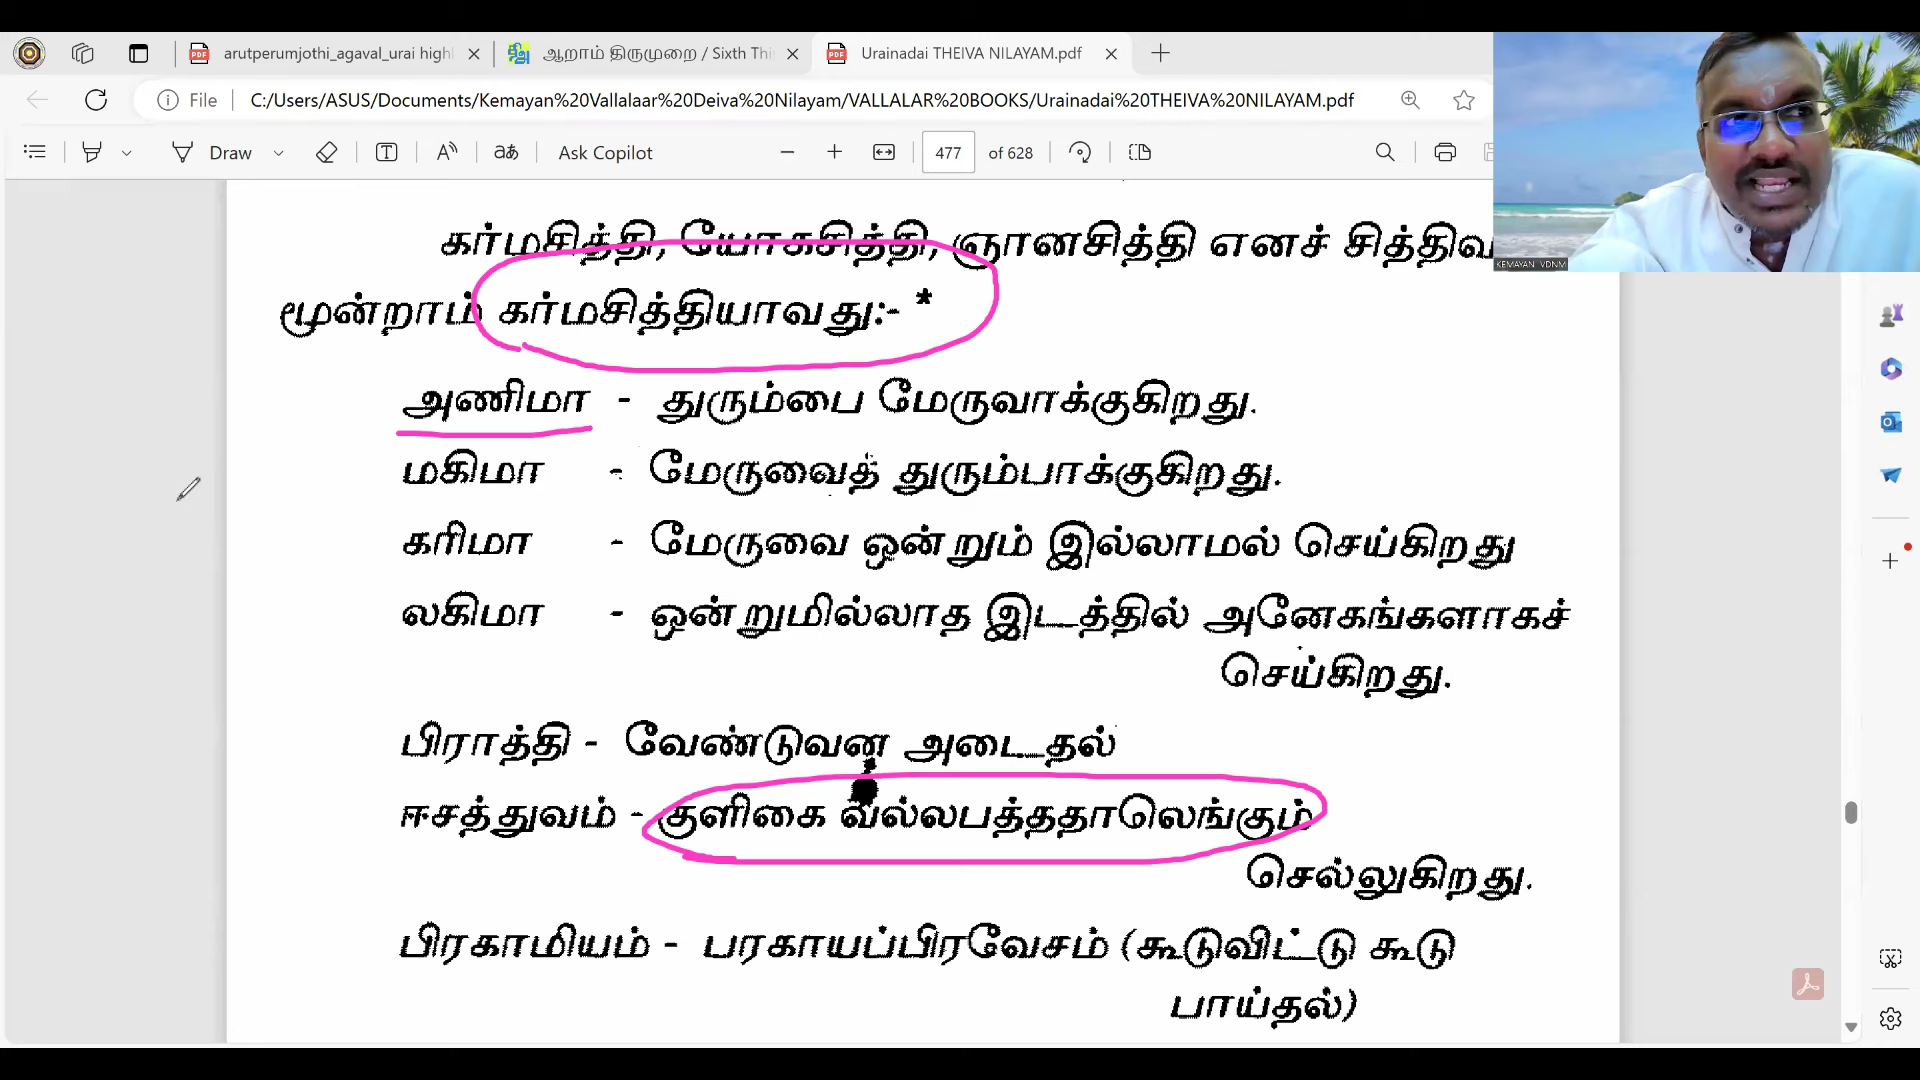 arutperumjothi_agaval_urai highl
ஆறாம் திருமுறை / Sixth Thi
Urainadai THEIVA NILAYAM.pdf
File
C:/Users/ASUS/Documents/Kemayan%20Vallalaar%20Deiva%20Nilayam/VALLALAR%20BOOKS/Urainadai%20THEIVA%20NILAYAM.pdf
Draw
Ask Copilot
477 of 628
KEMAYAN VDNM
கர்மசித்தி, யோகசித்தி, ஞானசித்தி எனச் சித்திவ
மூன்றாம் கர்மசித்தியாவது:- *
அணிமா - துரும்பை மேருவாக்குகிறது.
மகிமா - மேருவைத் துரும்பாக்குகிறது.
கரிமா - மேருவை ஒன்றும் இல்லாமல் செய்கிறது
லகிமா - ஒன்றுமில்லாத இடத்தில் அனேகங்களாகச்
செய்கிறது.
பிராத்தி - வேண்டுவன அடைதல்
ஈசத்துவம் - குளிகை வல்லபத்ததாலெங்கும்
செல்லுகிறது.
பிரகாமியம் - பரகாயப்பிரவேசம் (கூடுவிட்டு கூடு
பாய்தல்)